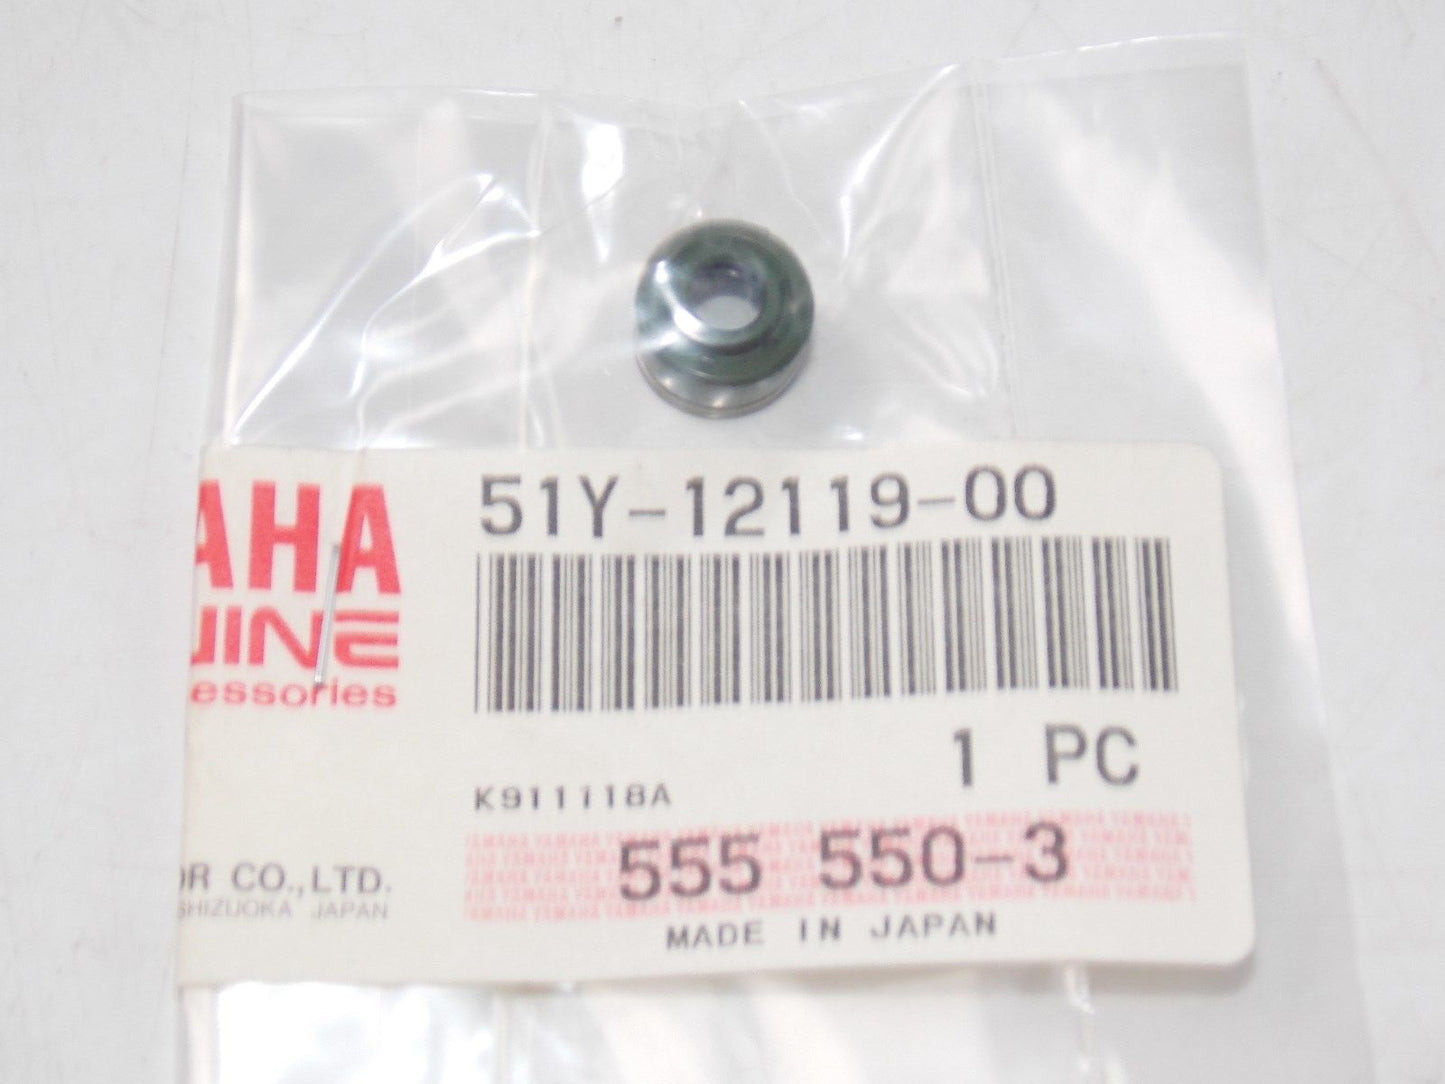 51Y-12119-00
AHA
UINE
essories
1 PC
K911118A
555 550-3
OR CO.,LTD.
SHIZUOKA JAPAN
MADE IN JAPAN